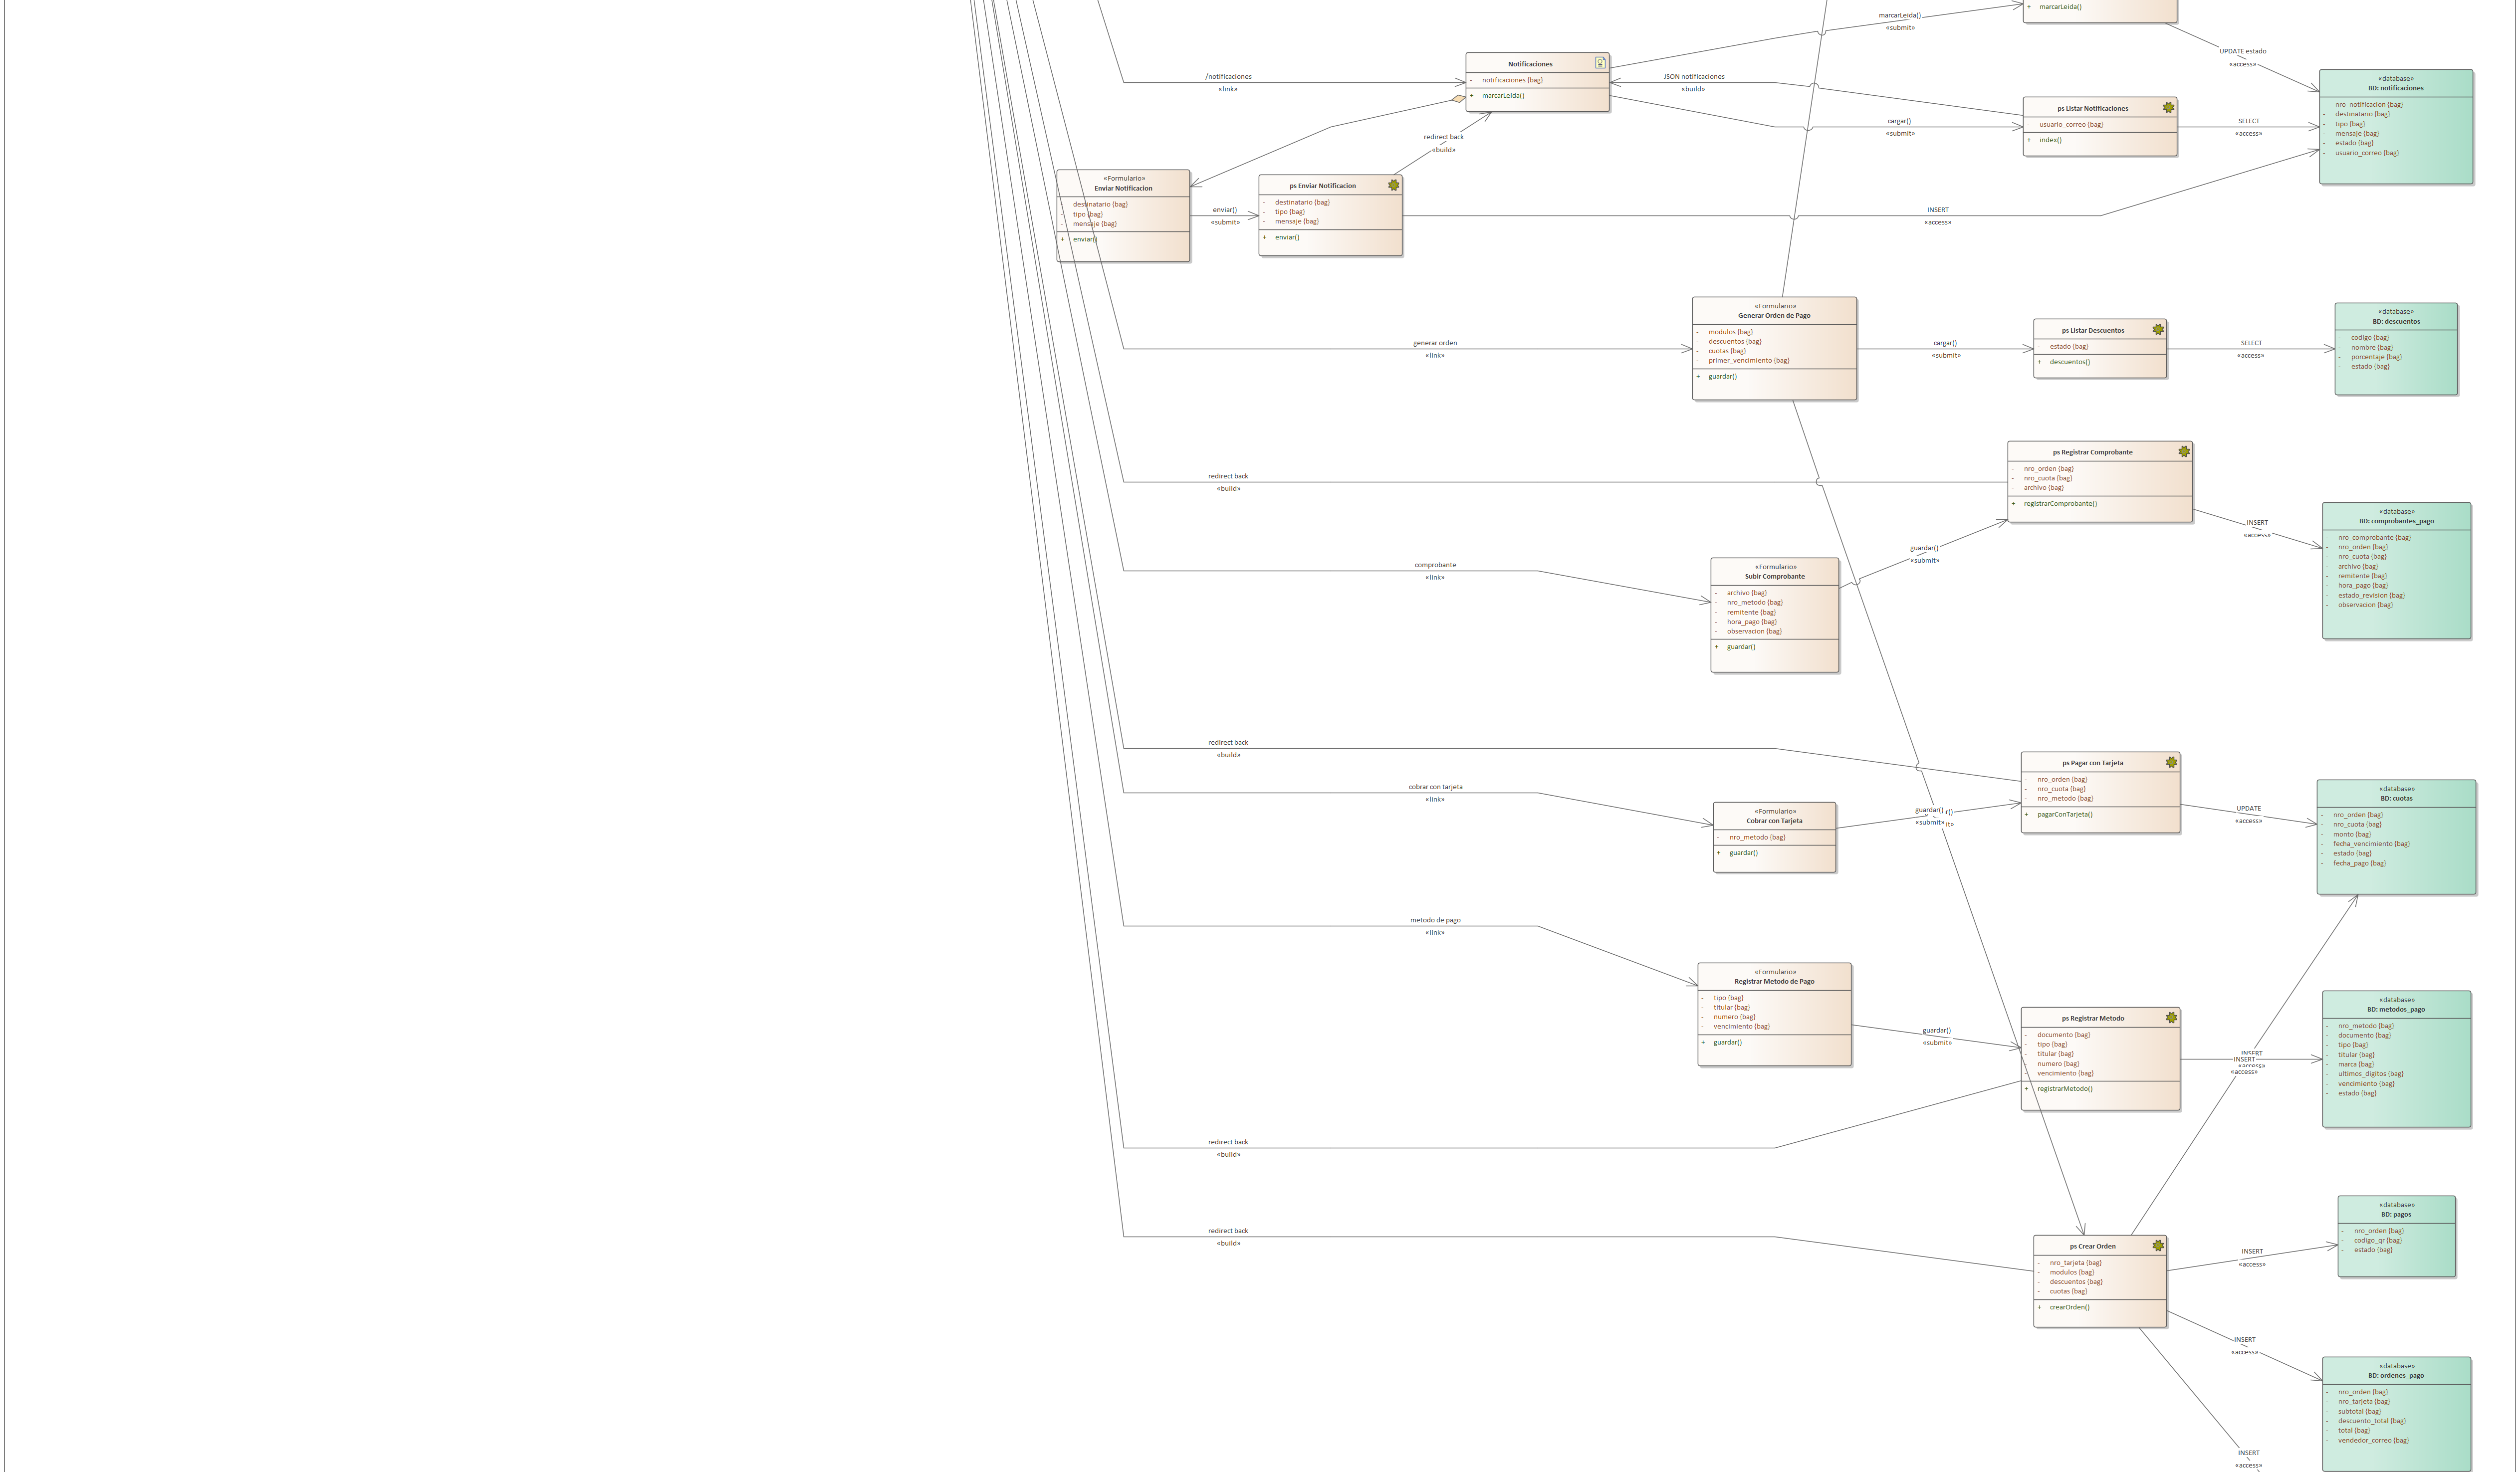 + marcarLeida()
marcarLeida()
«submit»
UPDATE estado
«access»
/notificaciones
«link»
Notificaciones
- notificaciones {bag}
+ marcarLeida()
JSON notificaciones
«build»
cargar()
«submit»
ps Listar Notificaciones
- usuario_correo {bag}
+ index()
SELECT
«access»
«database»
BD: notificaciones
- nro_notificacion {bag}
- destinatario {bag}
- tipo {bag}
- mensaje {bag}
- estado {bag}
- usuario_correo {bag}
redirect back
«build»
«Formulario»
Enviar Notificacion
- destinatario {bag}
- tipo {bag}
- mensaje {bag}
+ enviar()
enviar()
«submit»
ps Enviar Notificacion
- destinatario {bag}
- tipo {bag}
- mensaje {bag}
+ enviar()
INSERT
«access»
generar orden
«link»
«Formulario»
Generar Orden de Pago
- modulos {bag}
- descuentos {bag}
- cuotas {bag}
- primer_vencimiento {bag}
+ guardar()
cargar()
«submit»
ps Listar Descuentos
- estado {bag}
+ descuentos()
SELECT
«access»
«database»
BD: descuentos
- codigo {bag}
- nombre {bag}
- porcentaje {bag}
- estado {bag}
redirect back
«build»
ps Registrar Comprobante
- nro_orden {bag}
- nro_cuota {bag}
- archivo {bag}
+ registrarComprobante()
INSERT
«access»
«database»
BD: comprobantes_pago
- nro_comprobante {bag}
- nro_orden {bag}
- nro_cuota {bag}
- archivo {bag}
- remitente {bag}
- hora_pago {bag}
- estado_revision {bag}
- observacion {bag}
comprobante
«link»
«Formulario»
Subir Comprobante
- archivo {bag}
- nro_metodo {bag}
- remitente {bag}
- hora_pago {bag}
- observacion {bag}
+ guardar()
guardar()
«submit»
redirect back
«build»
cobrar con tarjeta
«link»
«Formulario»
Cobrar con Tarjeta
- nro_metodo {bag}
+ guardar()
guardar()
«submit»
ps Pagar con Tarjeta
- nro_orden {bag}
- nro_cuota {bag}
- nro_metodo {bag}
+ pagarConTarjeta()
UPDATE
«access»
«database»
BD: cuotas
- nro_orden {bag}
- nro_cuota {bag}
- monto {bag}
- fecha_vencimiento {bag}
- estado {bag}
- fecha_pago {bag}
metodo de pago
«link»
«Formulario»
Registrar Metodo de Pago
- tipo {bag}
- titular {bag}
- numero {bag}
- vencimiento {bag}
+ guardar()
guardar()
«submit»
ps Registrar Metodo
- documento {bag}
- tipo {bag}
- titular {bag}
- numero {bag}
- vencimiento {bag}
+ registrarMetodo()
INSERT
INSERT
«access»
«access»
«database»
BD: metodos_pago
- nro_metodo {bag}
- documento {bag}
- tipo {bag}
- titular {bag}
- marca {bag}
- ultimos_digitos {bag}
- vencimiento {bag}
- estado {bag}
redirect back
«build»
redirect back
«build»
ps Crear Orden
- nro_tarjeta {bag}
- modulos {bag}
- descuentos {bag}
- cuotas {bag}
+ crearOrden()
INSERT
«access»
«database»
BD: pagos
- nro_orden {bag}
- codigo_qr {bag}
- estado {bag}
INSERT
«access»
«database»
BD: ordenes_pago
- nro_orden {bag}
- nro_tarjeta {bag}
- subtotal {bag}
- descuento_total {bag}
- total {bag}
- vendedor_correo {bag}
INSERT
«access»